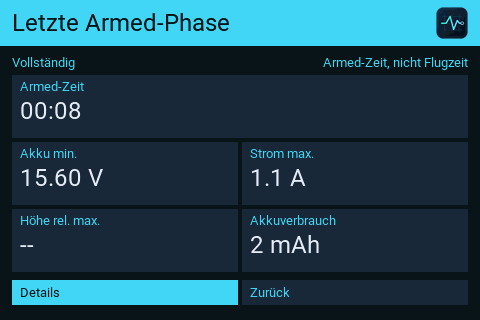 Letzte Armed-Phase
Vollständig
Armed-Zeit, nicht Flugzeit
Armed-Zeit
00:08
Akku min.
15.60 V
Strom max.
1.1 A
Höhe rel. max.
--
Akkuverbrauch
2 mAh
Details
Zurück